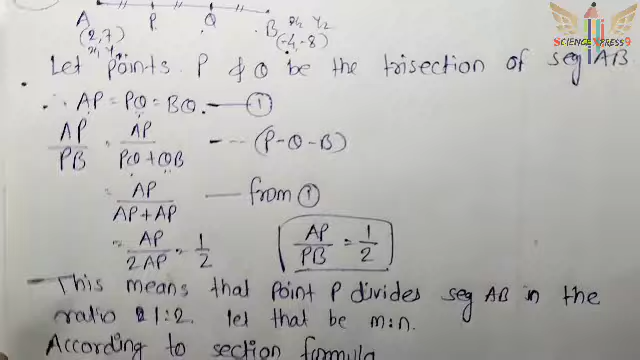 A P Q B x₂ y₂
(2,7) (-4,-8)
x₁ y₁
Let points P & Q be the trisection of seg AB
∴ AP = PQ = BQ. — ①
AP/PB = AP/PQ+QB --- (P-Q-B)
= AP/AP+AP — from ①
= AP/2AP = 1/2 AP/PB = 1/2
- This means that point P divides seg AB in the
ratio 1:2. let that be m:n.
According to section formula
SCIENCE XPRESS9